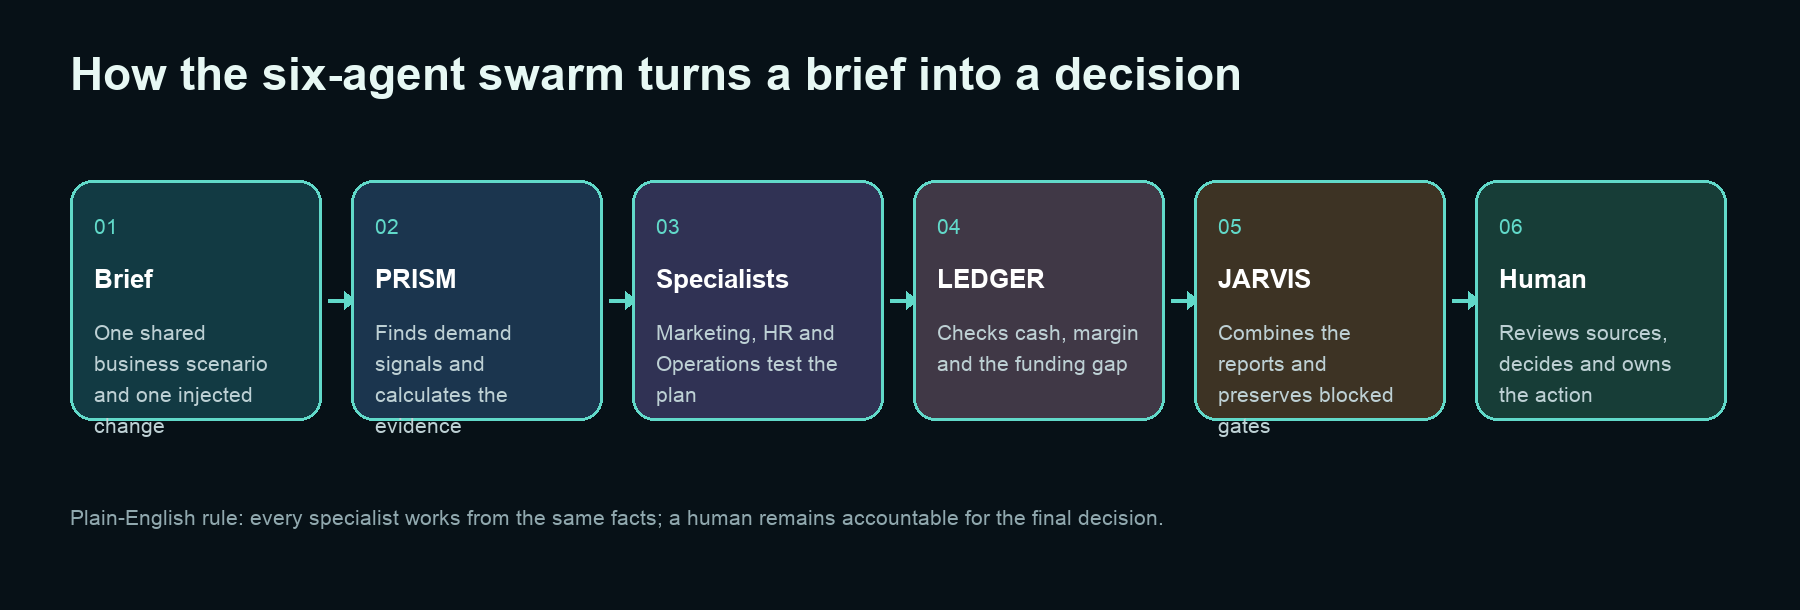 How the six-agent swarm turns a brief into a decision
01
Brief
One shared
business scenario
and one injected
change
02
PRISM
Finds demand
signals and
calculates the
evidence
03
Specialists
Marketing, HR and
Operations test the
plan
04
LEDGER
Checks cash, margin
and the funding gap
05
JARVIS
Combines the
reports and
preserves blocked
gates
06
Human
Reviews sources,
decides and owns
the action
Plain-English rule: every specialist works from the same facts; a human remains accountable for the final decision.